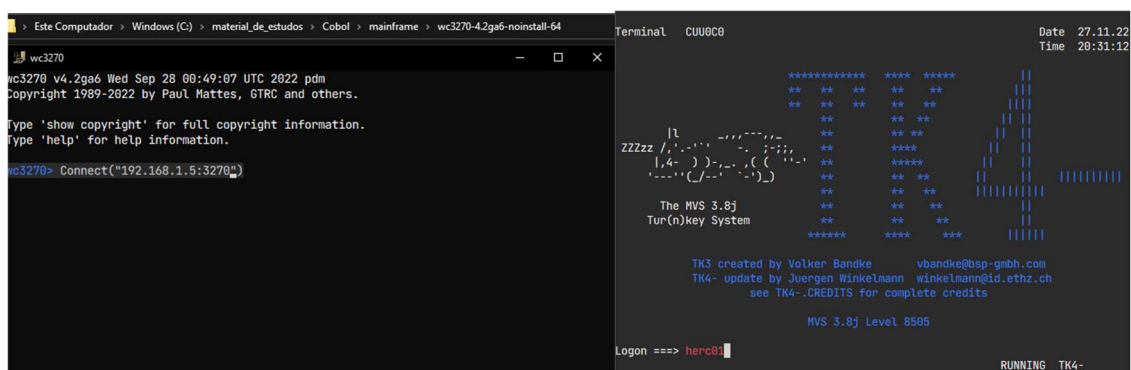 Este Computador > Windows (C:) > material_de_estudos > Cobol > mainframe > wc3270-4.2ga6-noinstall-64
wc3270
wc3270 v4.2ga6 Wed Sep 28 00:49:07 UTC 2022 pdm
Copyright 1989-2022 by Paul Mattes, GTRC and others.
Type 'show copyright' for full copyright information.
Type 'help' for help information.
wc3270> Connect("192.168.1.5:3270")
Terminal CUU0C0 Date 27.11.22
Time 20:31:12
TK4-
ZZZzz
The MVS 3.8j
Tur(n)key System
TK3 created by Volker Bandke vbandke@bsp-gmbh.com
TK4- update by Juergen Winkelmann winkelmann@id.ethz.ch
see TK4-.CREDITS for complete credits
MVS 3.8j Level 8505
Logon ===> herc01
RUNNING TK4-